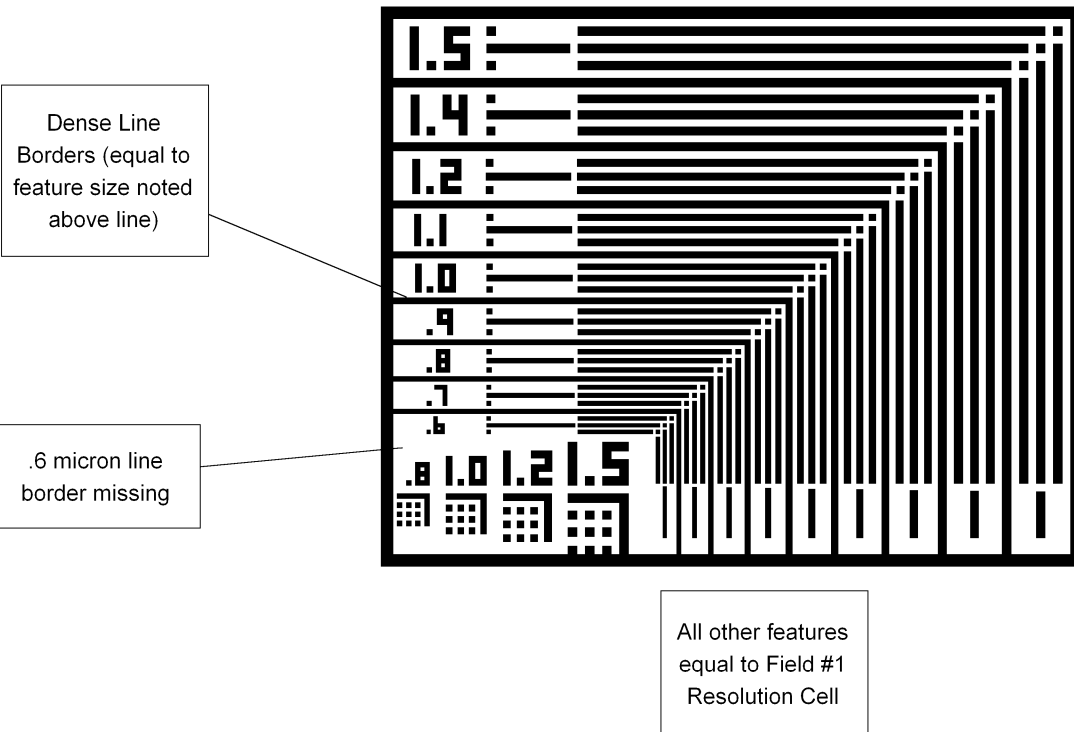 1.5
1.4
1.2
1.1
1.0
.9
.8
.7
.6
.8 1.0 1.2 1.5
Dense Line
Borders (equal to
feature size noted
above line)
.6 micron line
border missing
All other features
equal to Field #1
Resolution Cell